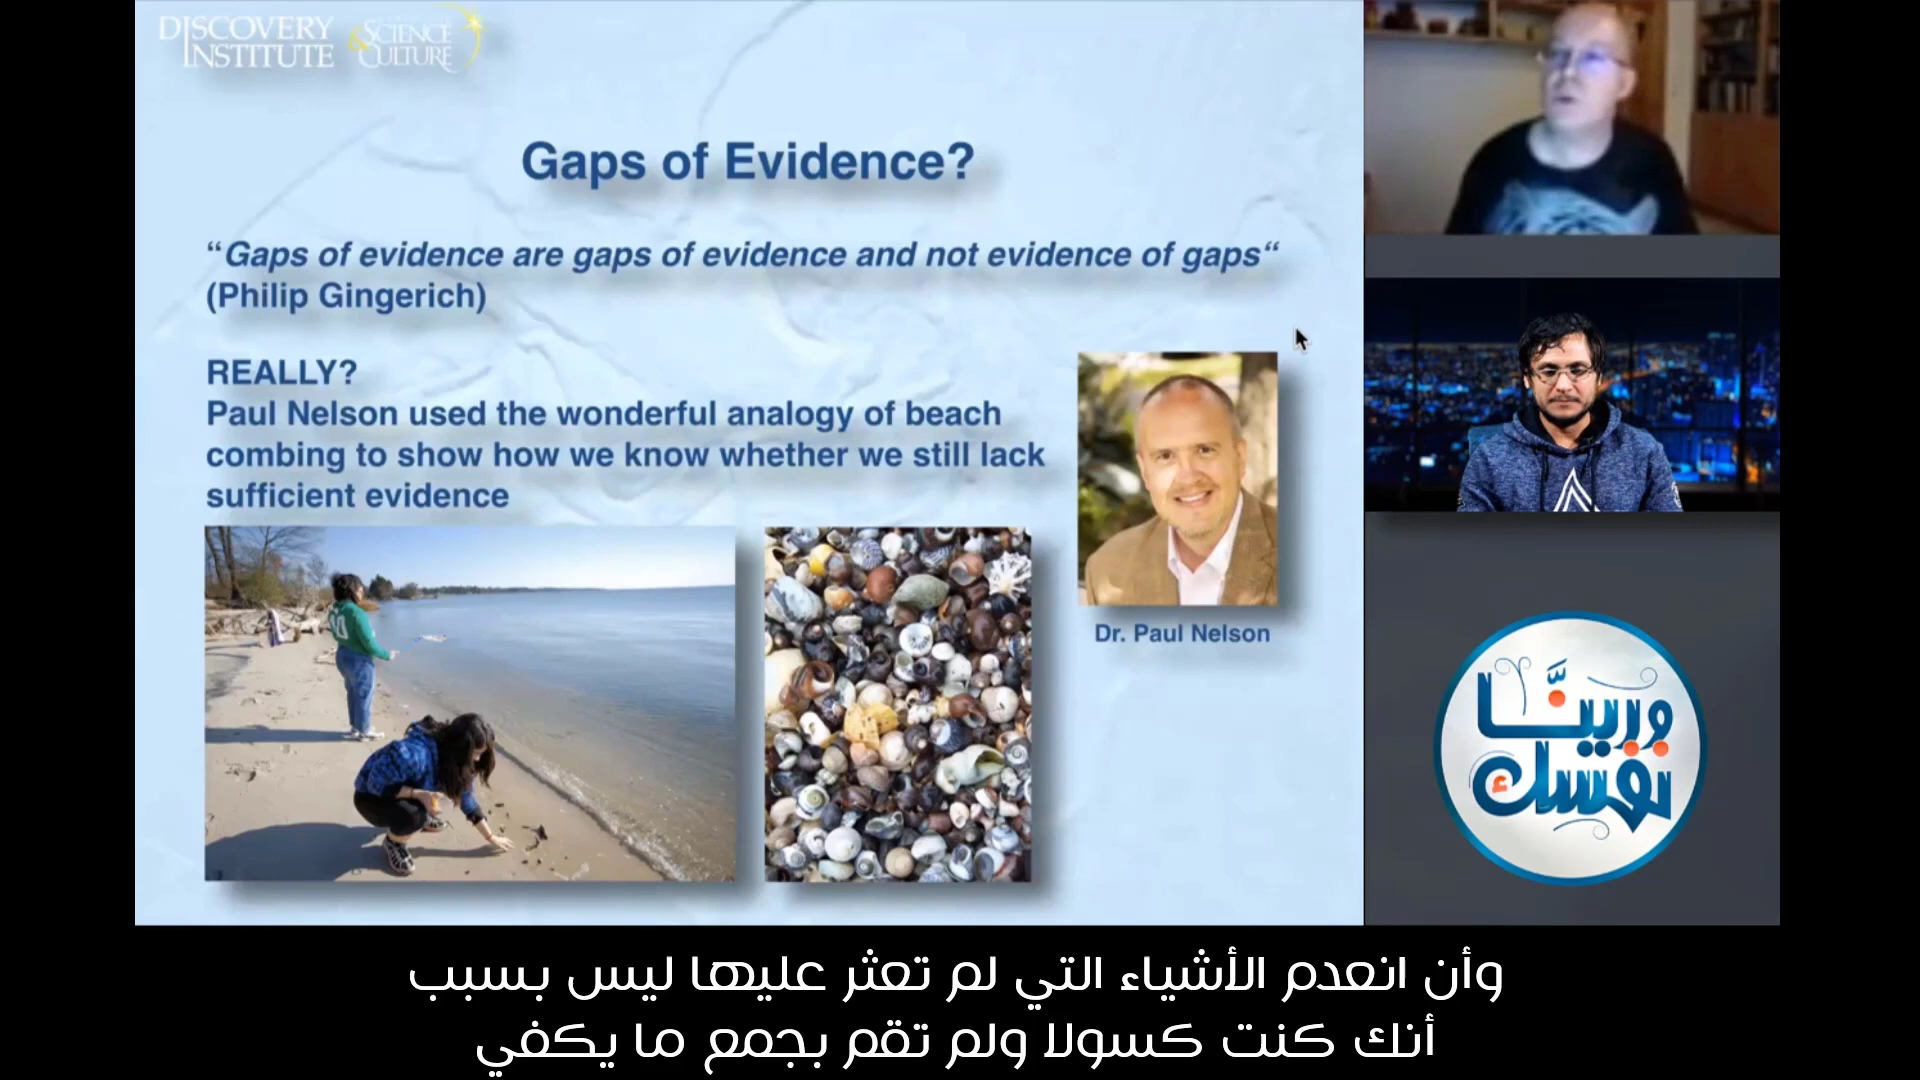 DISCOVERY
INSTITUTE
SCIENCE
& CULTURE
Gaps of Evidence?
“Gaps of evidence are gaps of evidence and not evidence of gaps“
(Philip Gingerich)
REALLY?
Paul Nelson used the wonderful analogy of beach
combing to show how we know whether we still lack
sufficient evidence
Dr. Paul Nelson
ورينَّا
نفسك
وأن انعدم الأشياء التي لم تعثر عليها ليس بسبب
أنك كنت كسولا ولم تقم بجمع ما يكفي